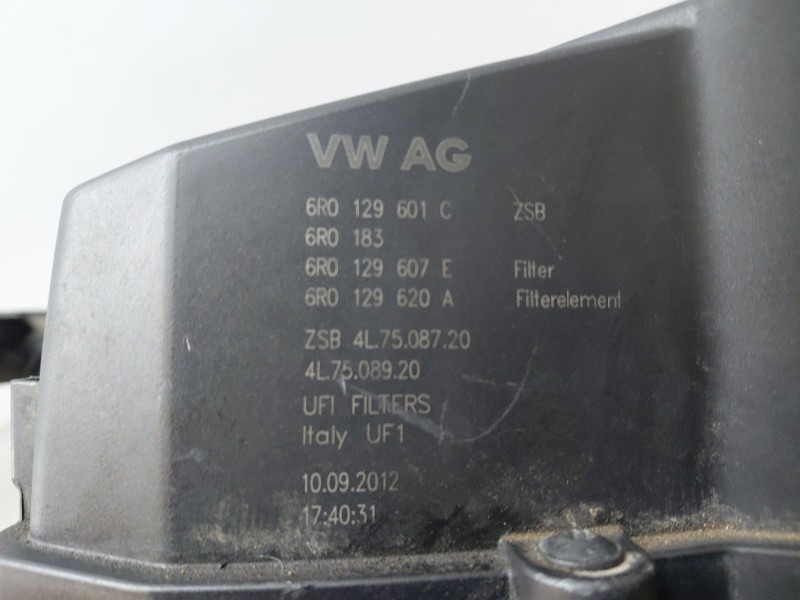 VW AG
6R0 129 601 C ZSB
6R0 183
6R0 129 607 E Filter
6R0 129 620 A Filterelement
ZSB 4L.75.087.20
4L.75.089.20
UFI FILTERS
Italy UF1
10.09.2012
17:40:31